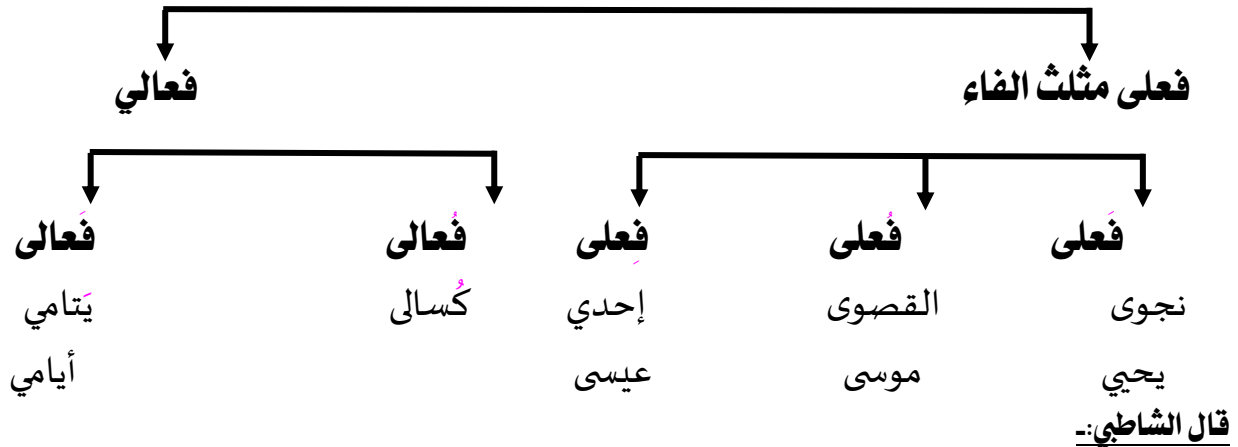 فعلى مثلث الفاء فعالي
فَعلى فُعلى فِعلى فُعالى فَعالى
نجوى القصوى إحدي كُسالى يَتامي
يحيي موسى عيسى أيامي
قال الشاطبي:ـ